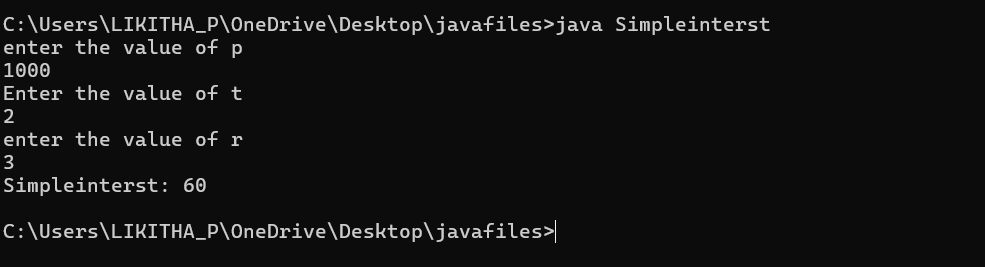 C:\Users\LIKITHA_P\OneDrive\Desktop\javafiles>java Simpleinterst
enter the value of p
1000
Enter the value of t
2
enter the value of r
3
Simpleinterst: 60
C:\Users\LIKITHA_P\OneDrive\Desktop\javafiles>